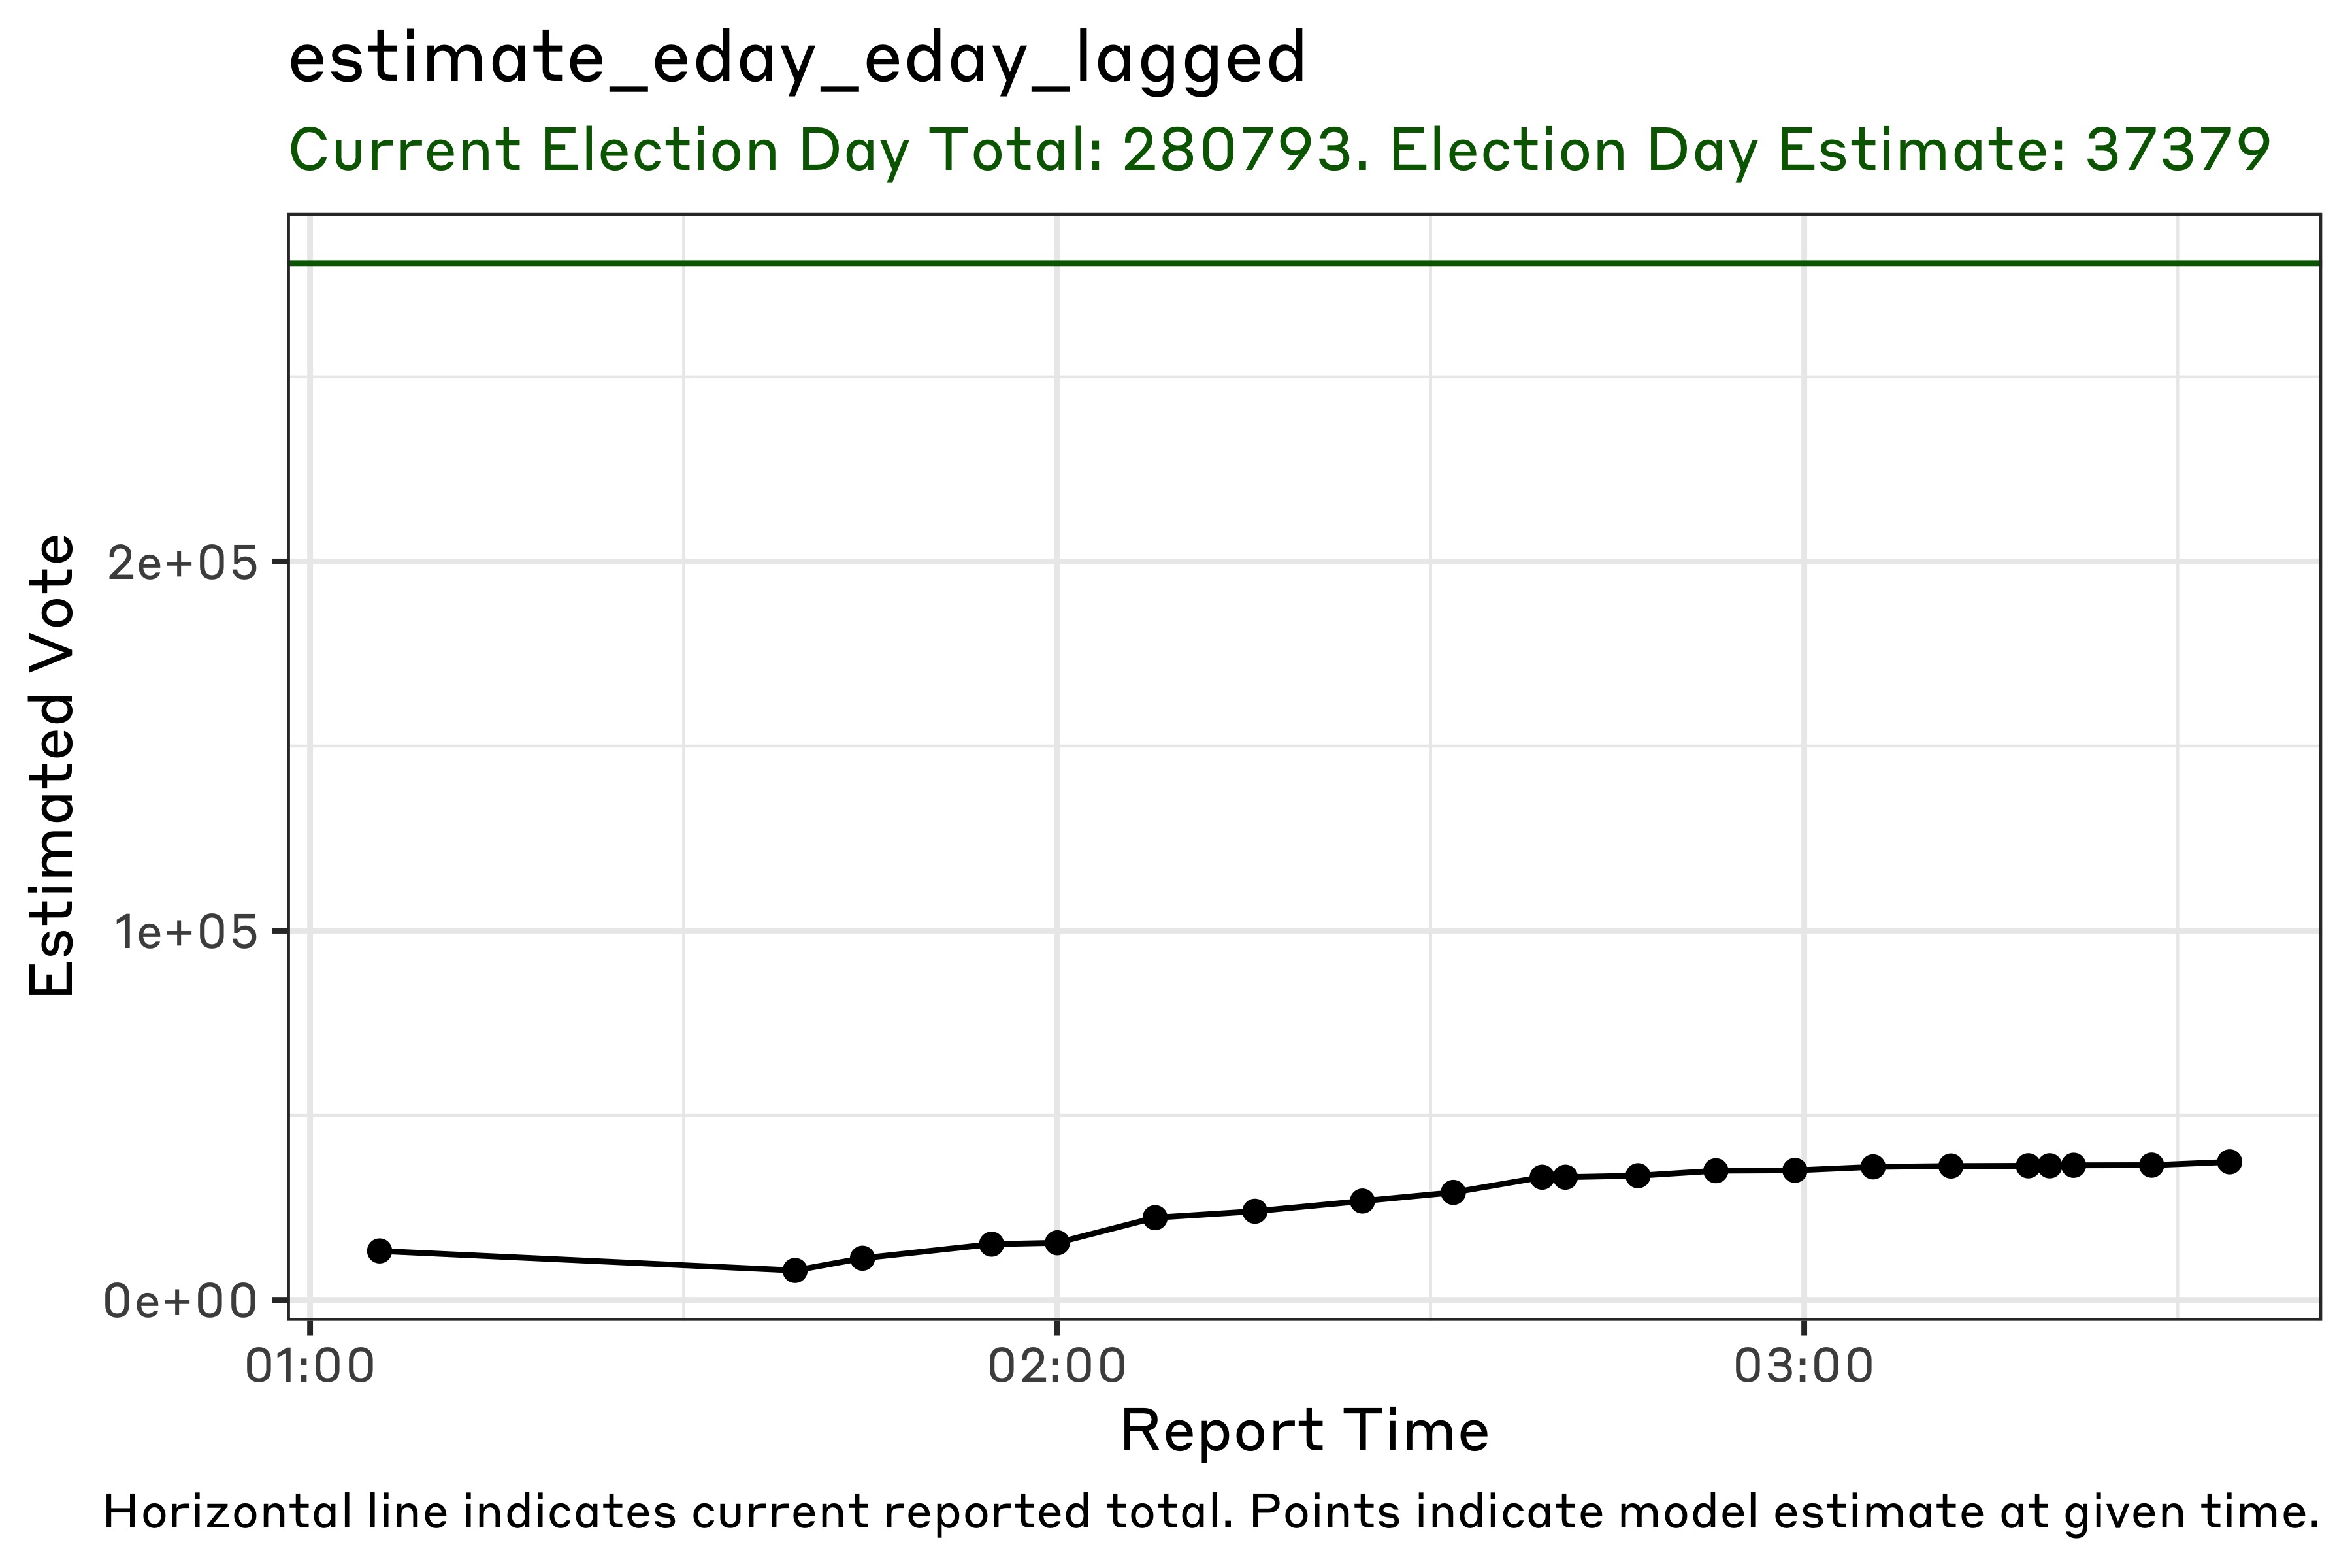 estimate_eday_eday_lagged
Current Election Day Total: 280793. Election Day Estimate: 37379
Estimated Vote
2e+05
1e+05
0e+00
01:00 02:00 03:00
Report Time
Horizontal line indicates current reported total. Points indicate model estimate at given time.